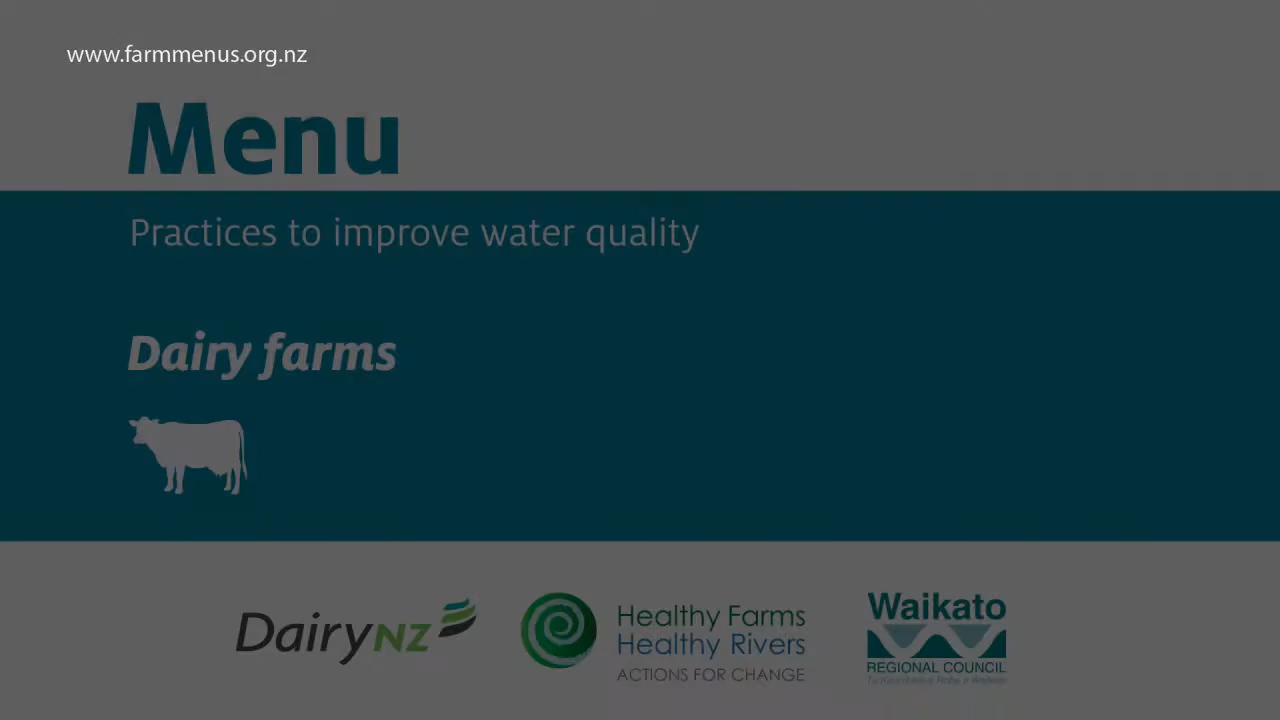 www.farmmenus.org.nz
Menu
Practices to improve water quality
Dairy farms
DairyNZ
Healthy Farms
Healthy Rivers
ACTIONS FOR CHANGE
Waikato
REGIONAL COUNCIL